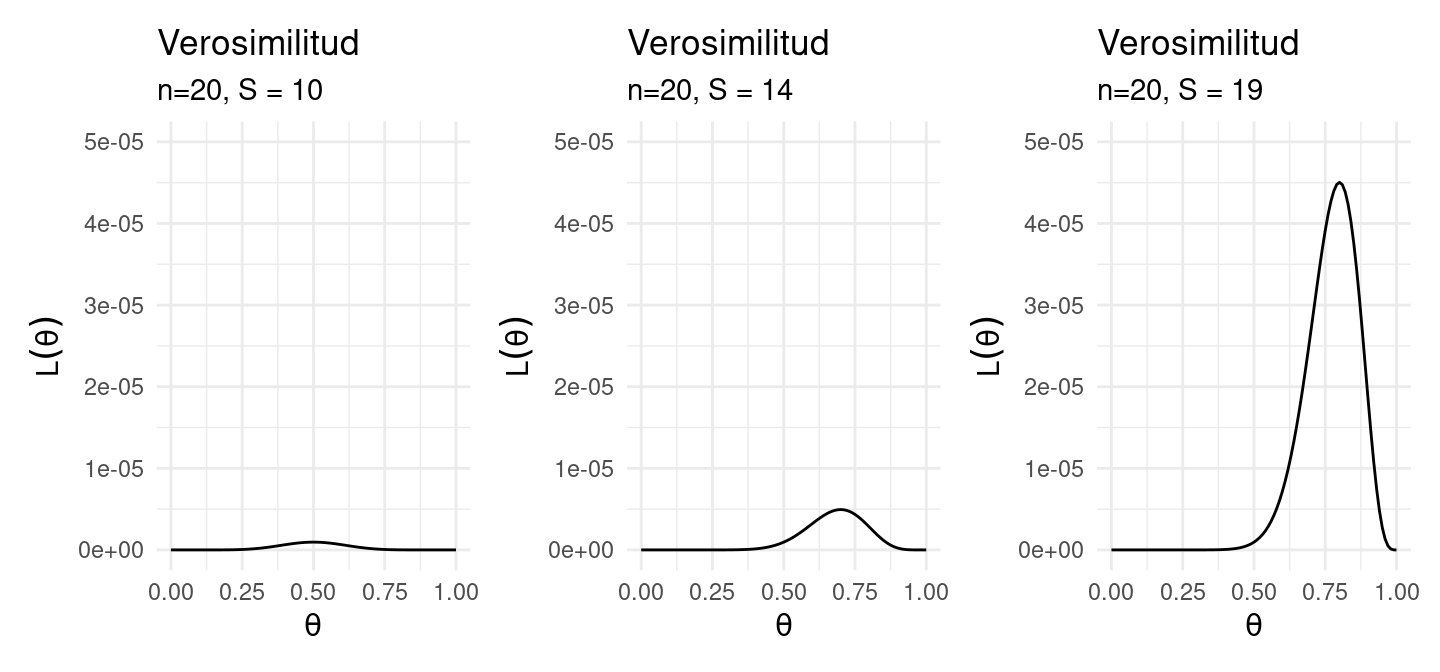 Verosimilitud
n=20, S = 10
5e-05
4e-05
3e-05
2e-05
1e-05
0e+00
L(θ)
0.00 0.25 0.50 0.75 1.00
θ
Verosimilitud
n=20, S = 14
5e-05
4e-05
3e-05
2e-05
1e-05
0e+00
L(θ)
0.00 0.25 0.50 0.75 1.00
θ
Verosimilitud
n=20, S = 19
5e-05
4e-05
3e-05
2e-05
1e-05
0e+00
L(θ)
0.00 0.25 0.50 0.75 1.00
θ